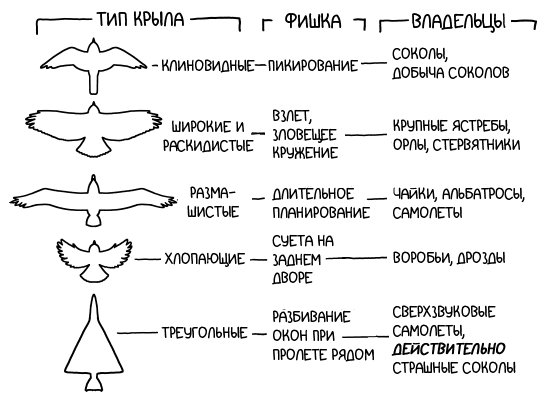 ТИП КРЫЛА ФИШКА ВЛАДЕЛЬЦЫ
КЛИНОВИДНЫЕ ПИКИРОВАНИЕ СОКОЛЫ,
ДОБЫЧА СОКОЛОВ
ШИРОКИЕ И
РАСКИДИСТЫЕ
ВЗЛЕТ,
ЗЛОВЕЩЕЕ
КРУЖЕНИЕ
КРУПНЫЕ ЯСТРЕБЫ,
ОРЛЫ, СТЕРВЯТНИКИ
РАЗМА-
ШИСТЫЕ
ДЛИТЕЛЬНОЕ
ПЛАНИРОВАНИЕ
ЧАЙКИ, АЛЬБАТРОСЫ,
САМОЛЕТЫ
ХЛОПАЮЩИЕ
СУЕТА НА
ЗАДНЕМ
ДВОРЕ
ВОРОБЬИ, ДРОЗДЫ
ТРЕУГОЛЬНЫЕ
РАЗБИВАНИЕ
ОКОН ПРИ
ПРОЛЕТЕ РЯДОМ
СВЕРХЗВУКОВЫЕ
САМОЛЕТЫ,
ДЕЙСТВИТЕЛЬНО
СТРАШНЫЕ СОКОЛЫ